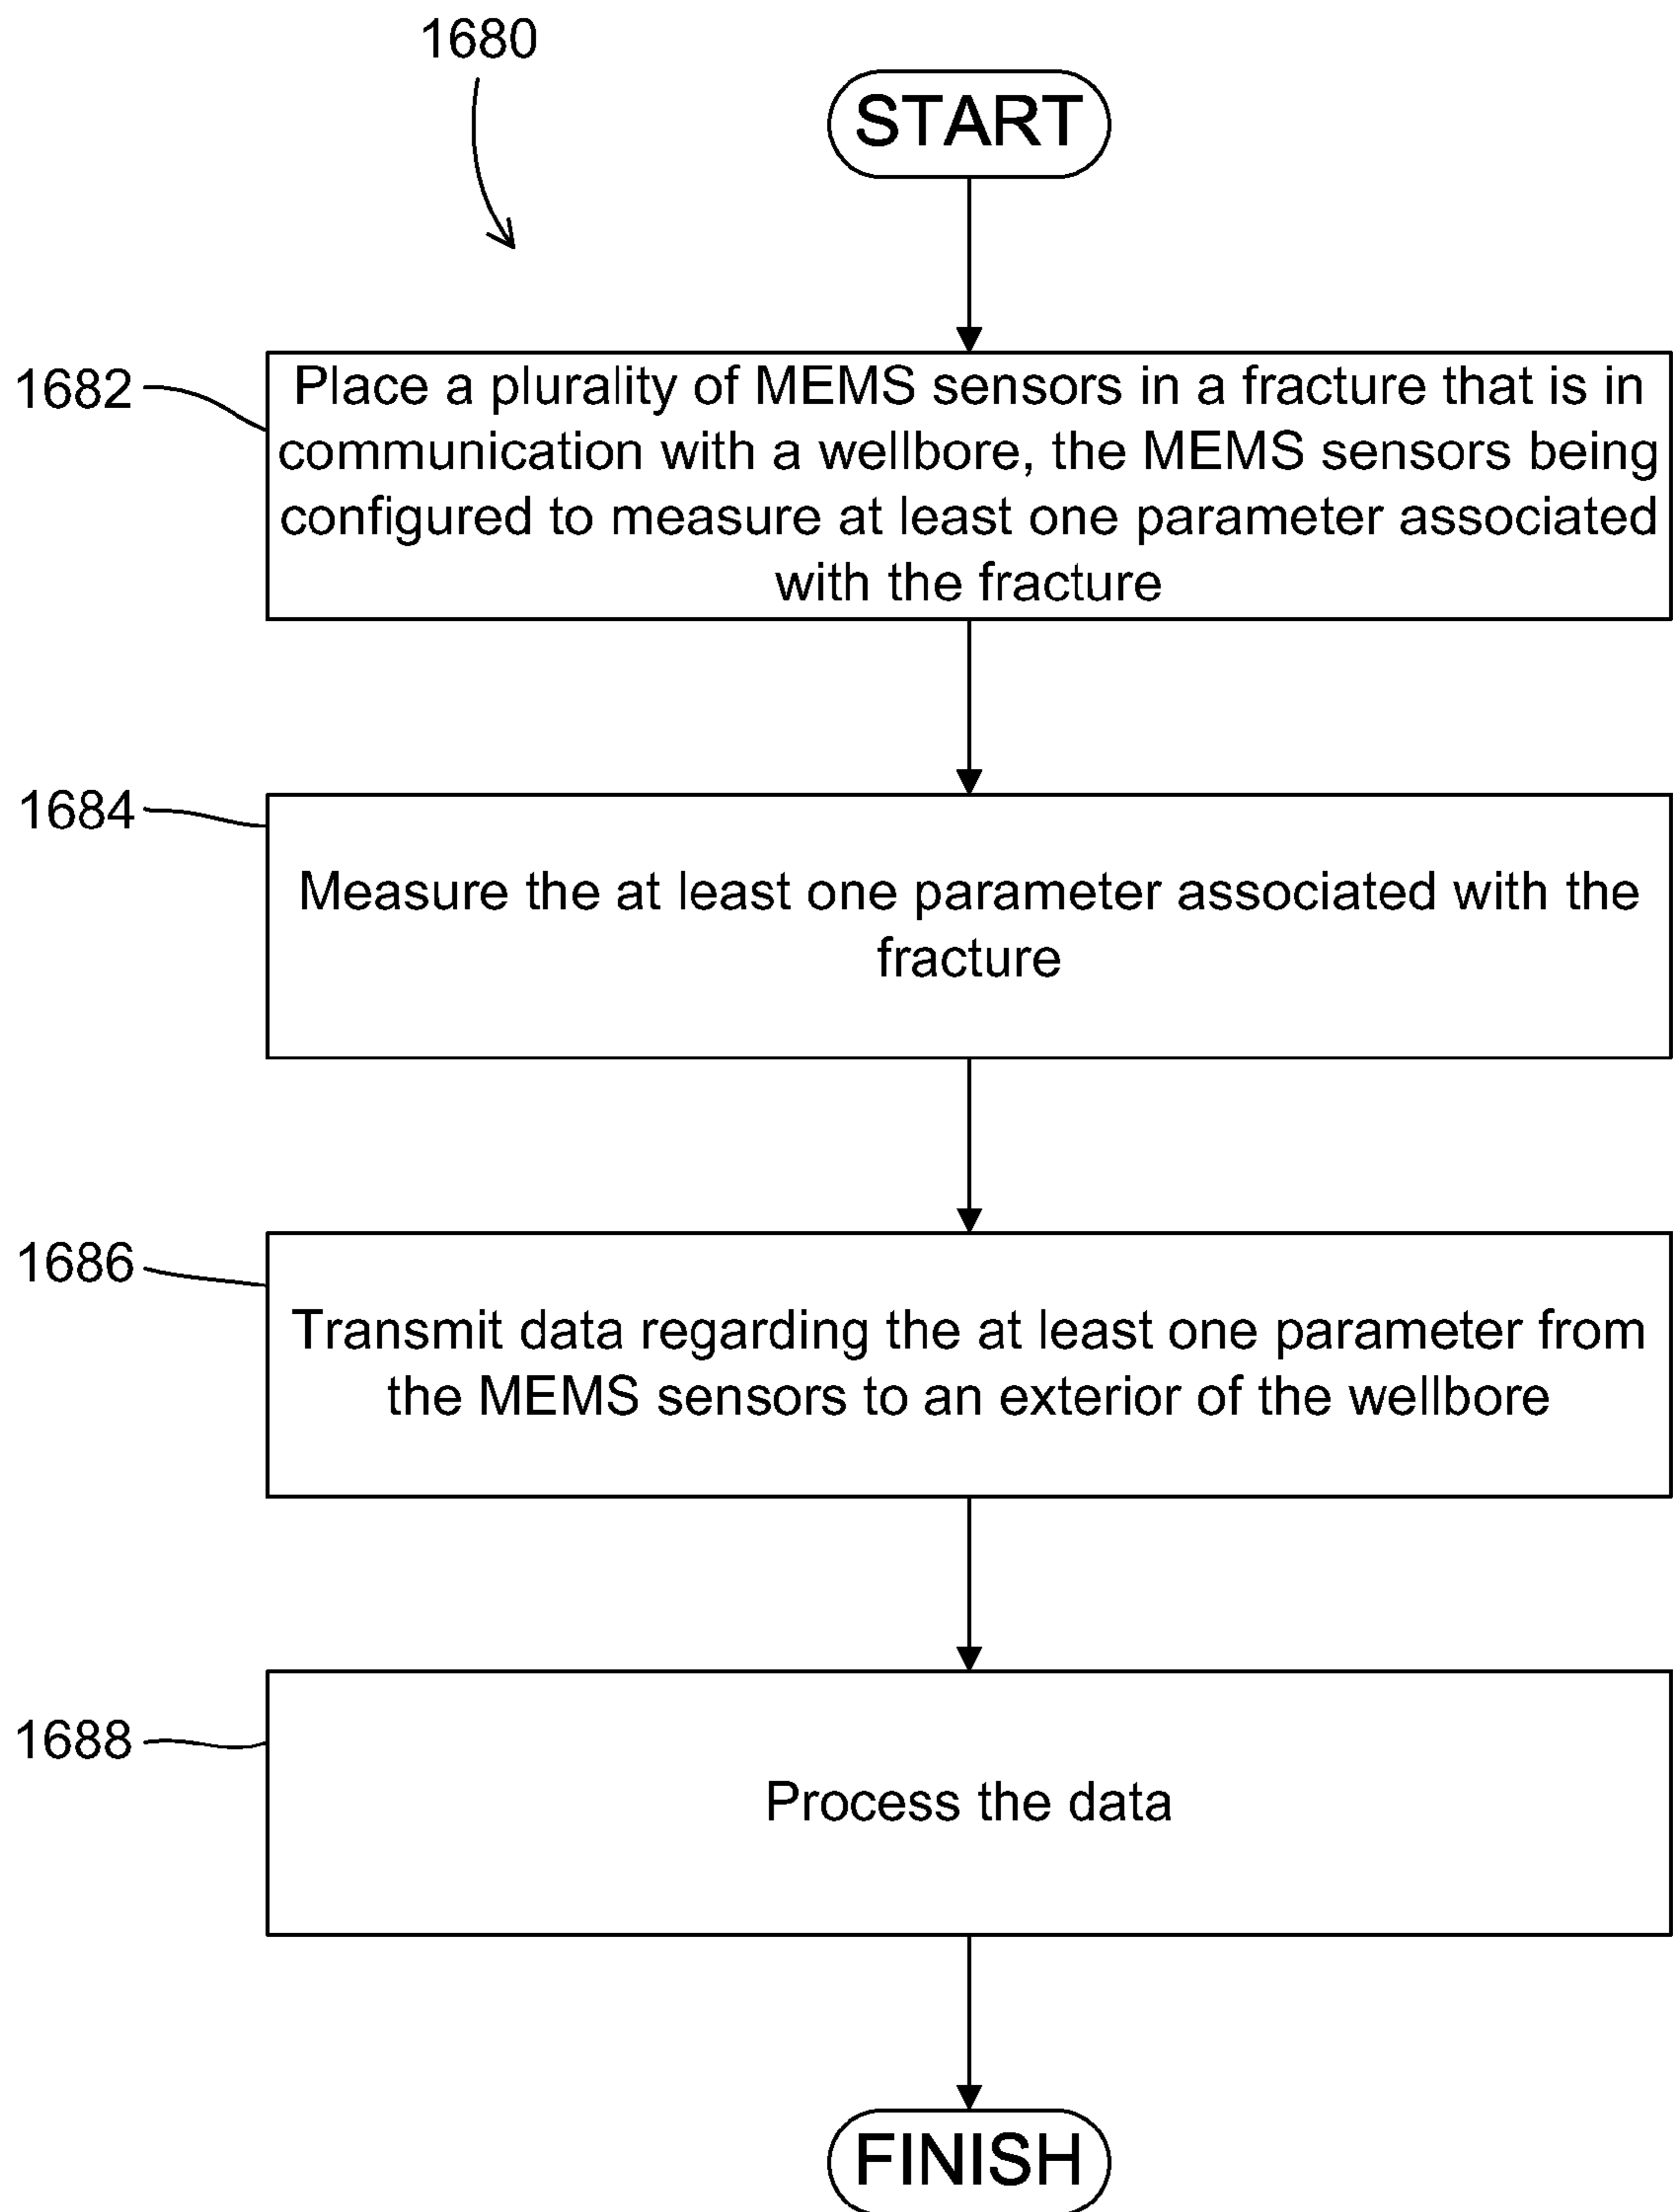 1680
START
1682
Place a plurality of MEMS sensors in a fracture that is in
communication with a wellbore, the MEMS sensors being
configured to measure at least one parameter associated
with the fracture
1684
Measure the at least one parameter associated with the
fracture
1686
Transmit data regarding the at least one parameter from
the MEMS sensors to an exterior of the wellbore
1688
Process the data
FINISH